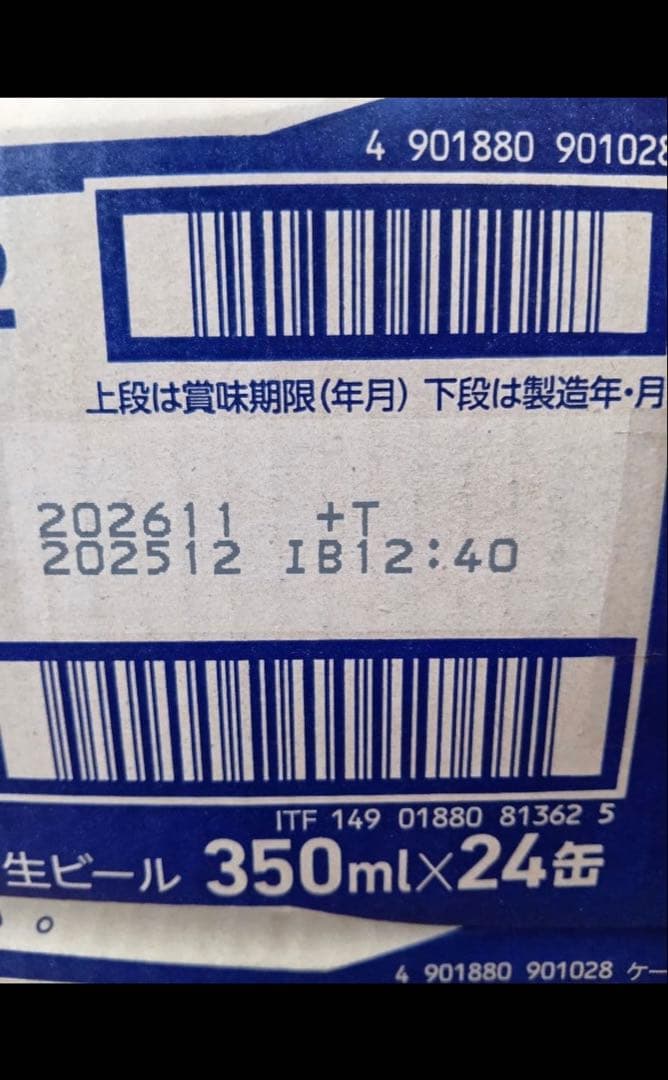 4 901880 901028
上段は賞味期限(年月) 下段は製造年・月
202611 +T
202512 IB12:40
ITF 149 01880 81362 5
生ビール 350ml×24缶
4 901880 901028 ケー